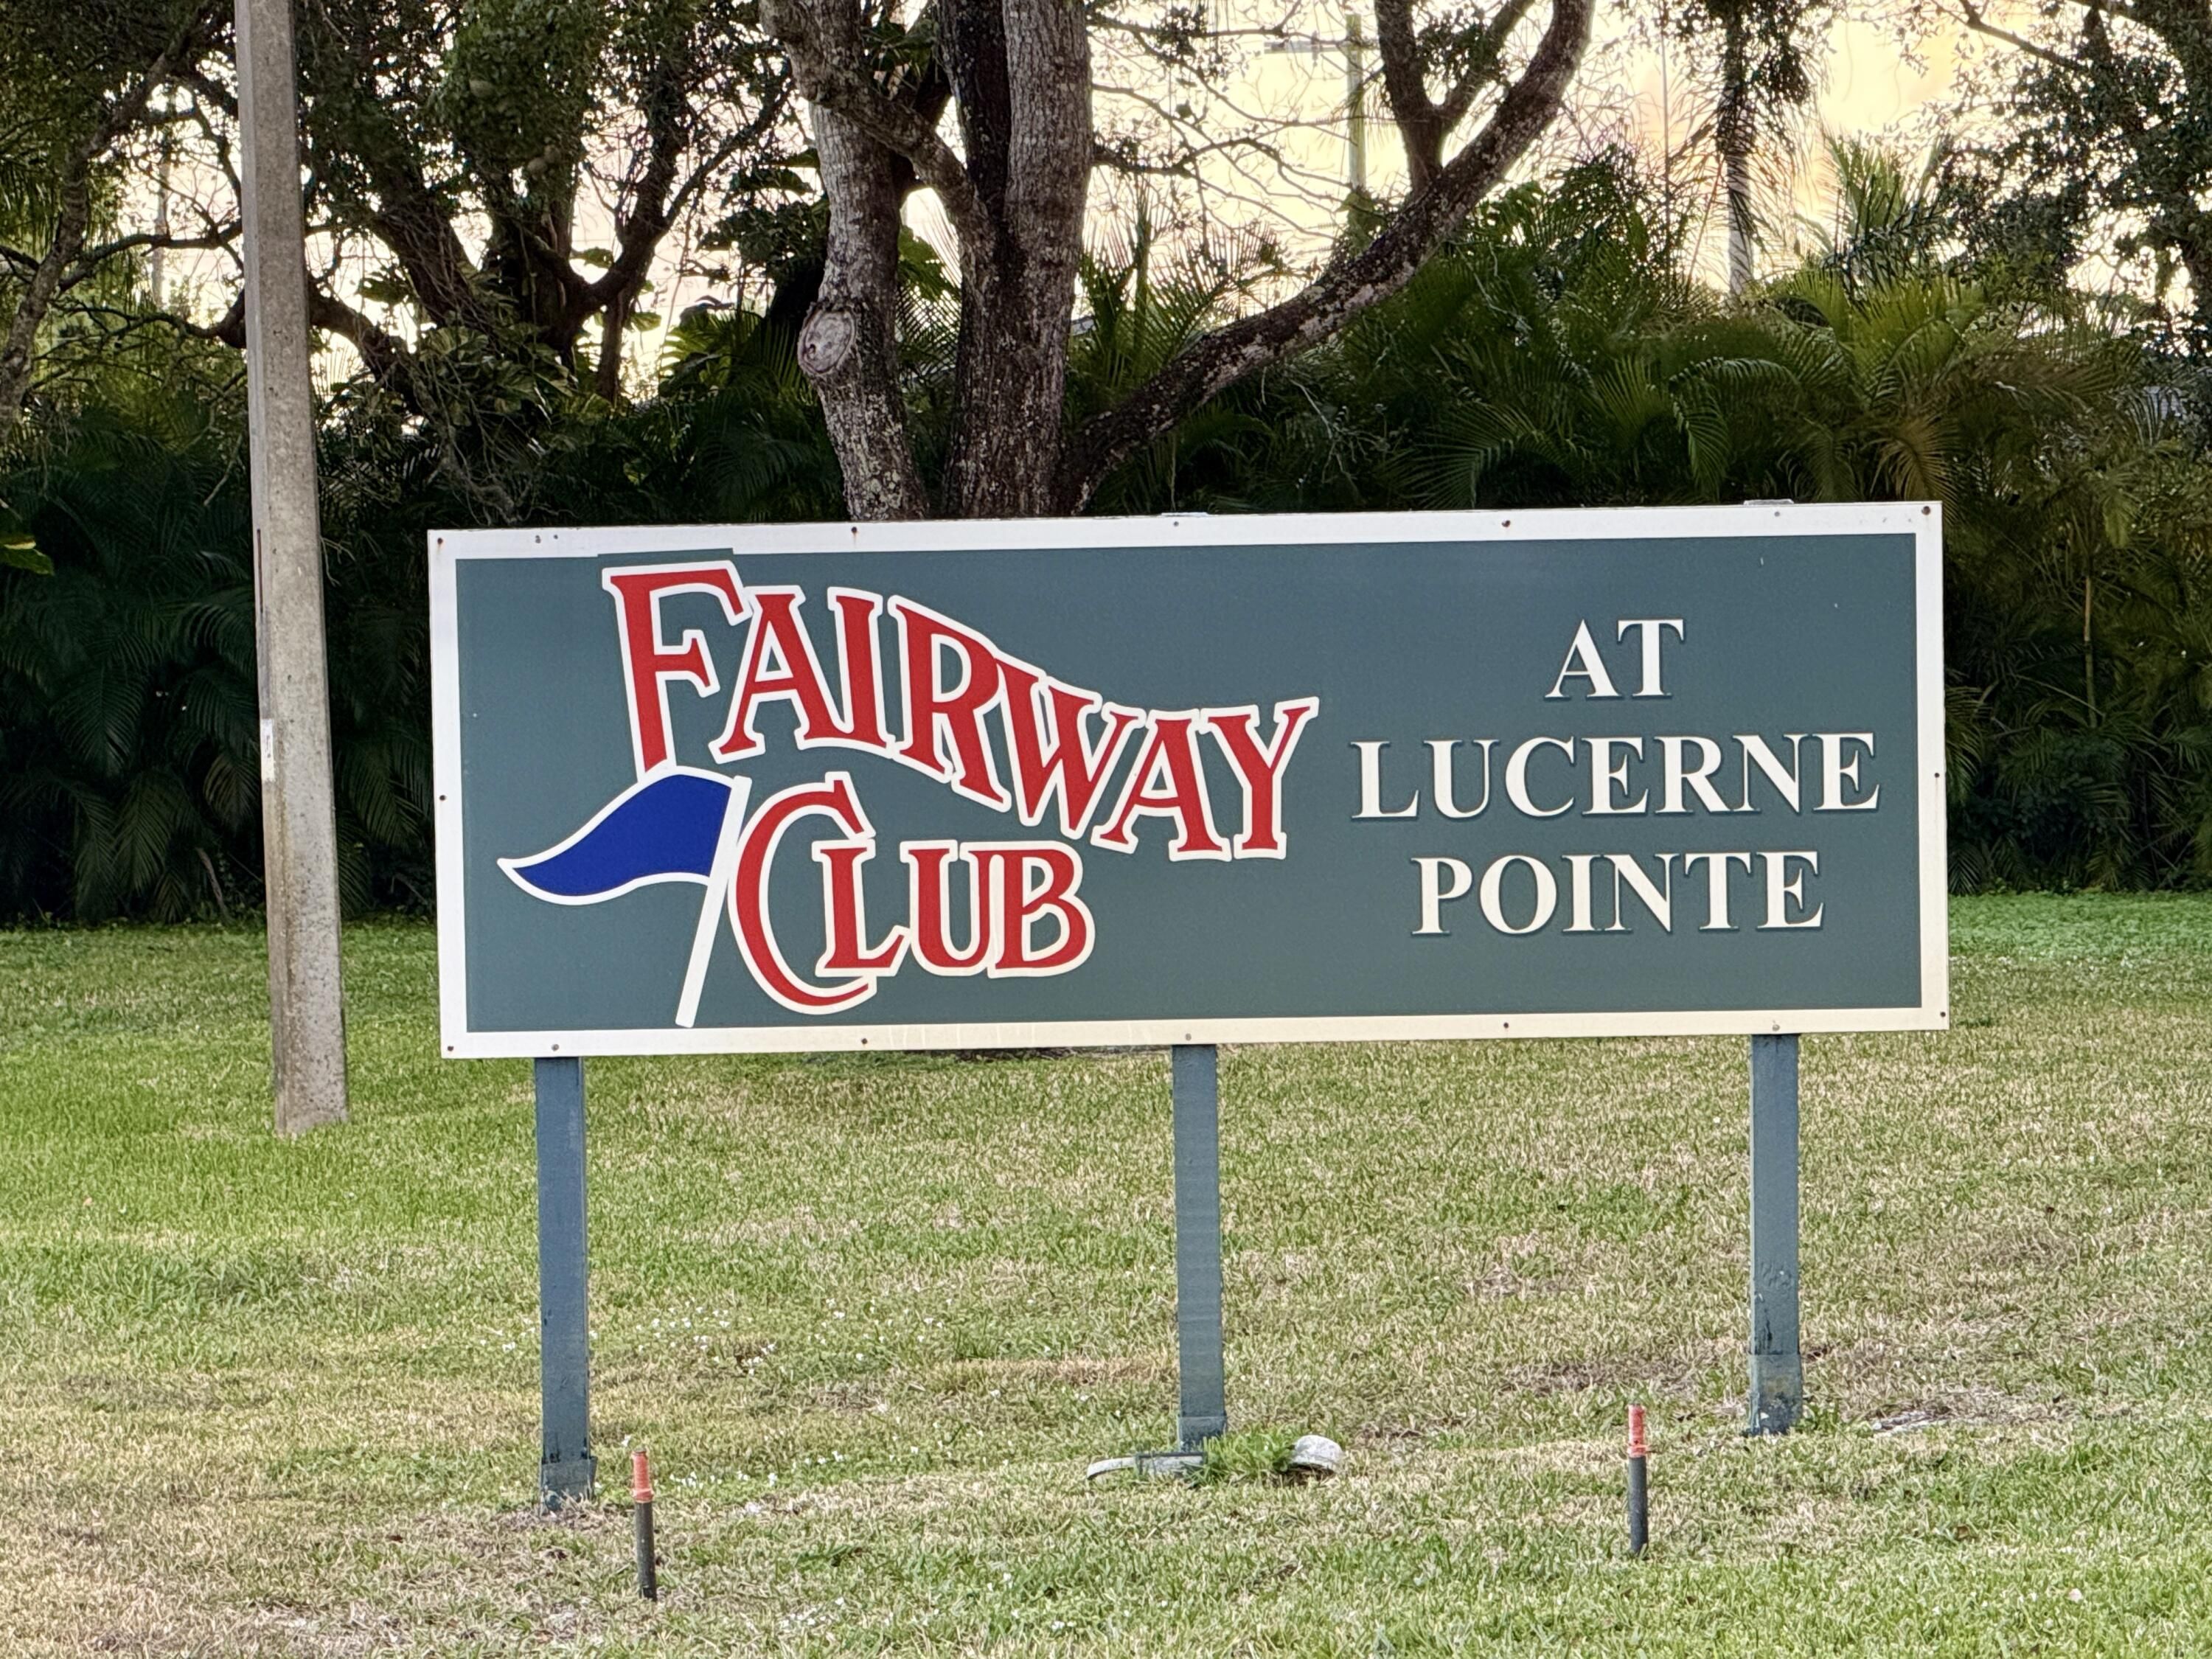 FAIRWAY
CLUB
AT
LUCERNE
POINTE